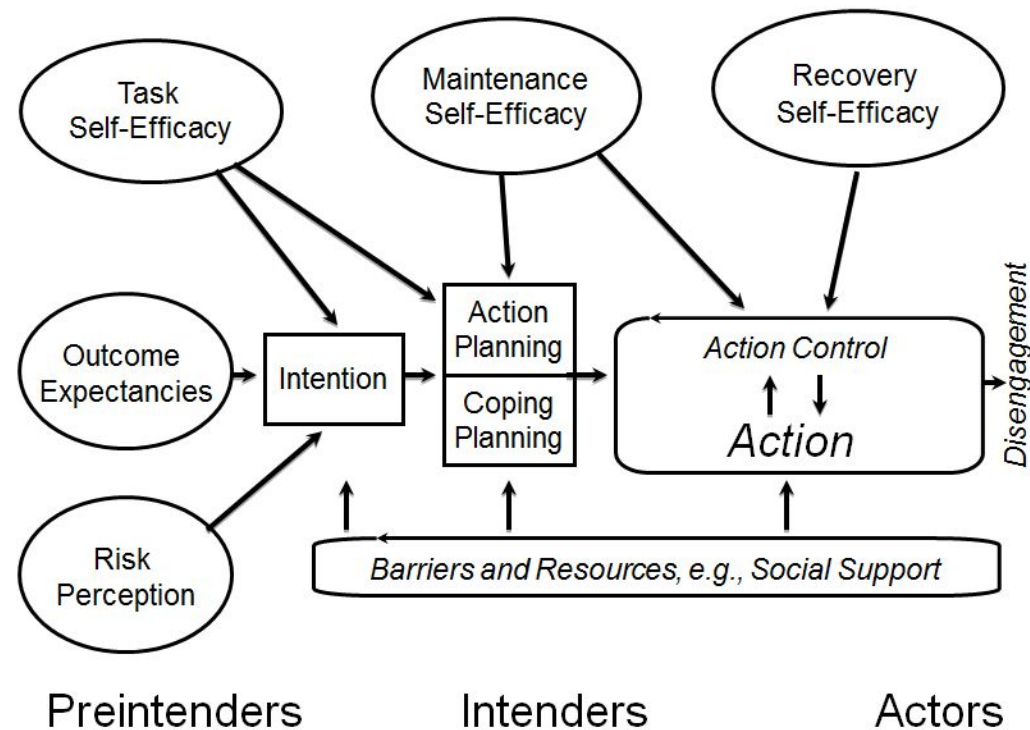 Task
Self-Efficacy
Maintenance
Self-Efficacy
Recovery
Self-Efficacy
Outcome
Expectancies
Intention
Action
Planning
Coping
Planning
Action Control
Action
Disengagement
Risk
Perception
Barriers and Resources, e.g., Social Support
Preintenders
Intenders
Actors